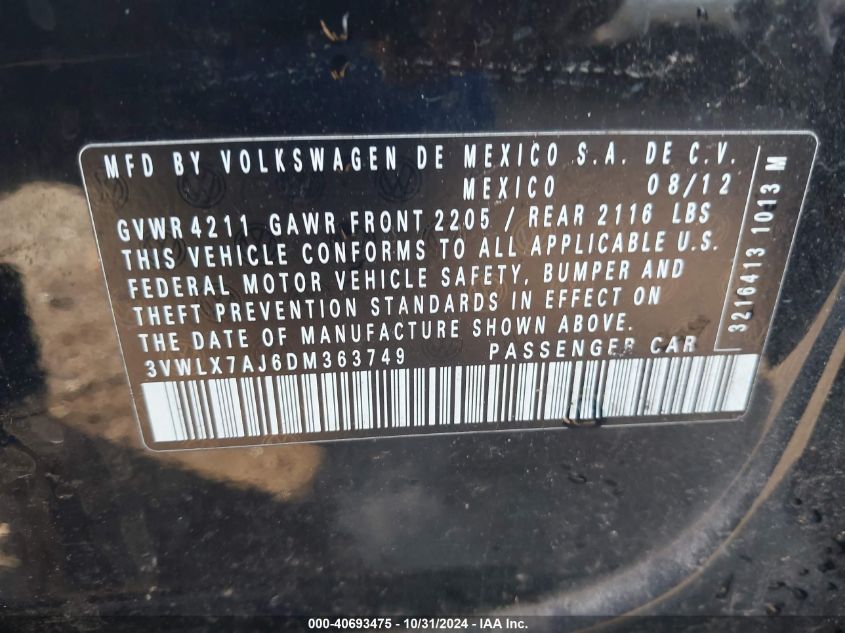 MFD BY VOLKSWAGEN DE MEXICO S.A. DE C.V.
MEXICO 08/12
GVWR 4211 GAWR FRONT 2205 / REAR 2116 LBS
THIS VEHICLE CONFORMS TO ALL APPLICABLE U.S.
FEDERAL MOTOR VEHICLE SAFETY, BUMPER AND
THEFT PREVENTION STANDARDS IN EFFECT ON
THE DATE OF MANUFACTURE SHOWN ABOVE.
3VWLX7AJ6DM363749 PASSENGER CAR
3216413 1013 M
000-40693475 - 10/31/2024 - IAA Inc.